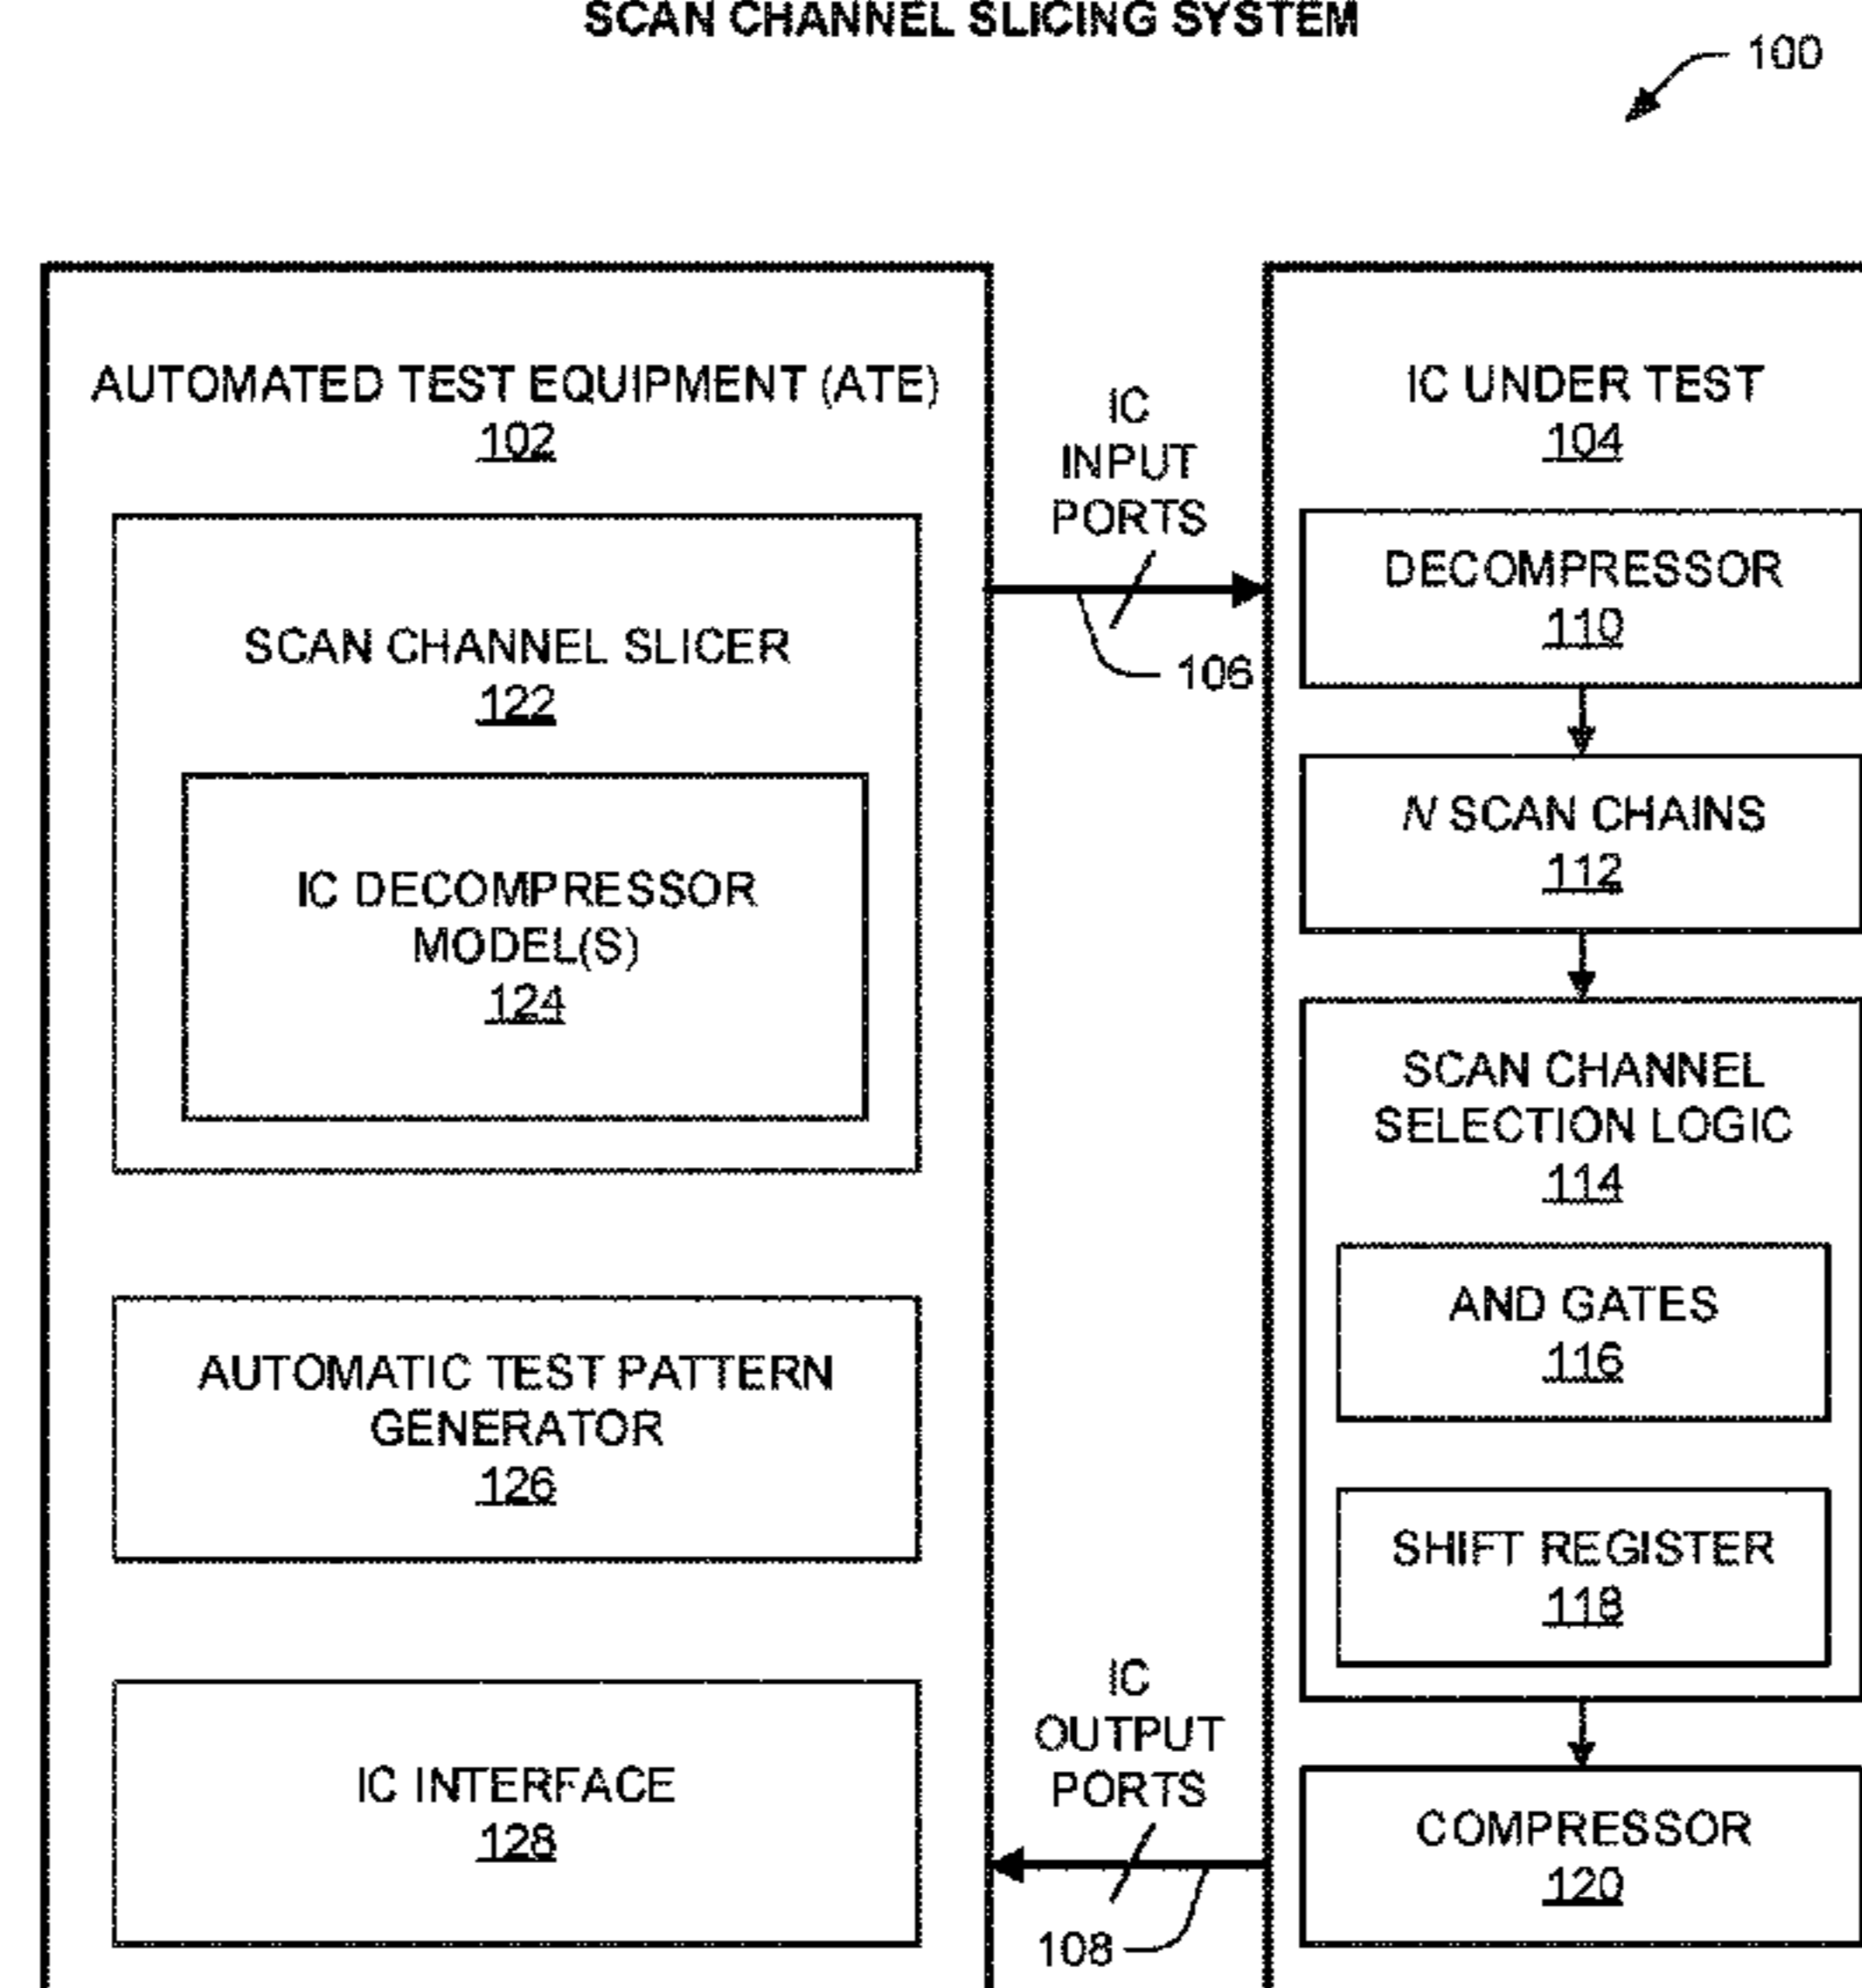 SCAN CHANNEL SLICING SYSTEM
100
AUTOMATED TEST EQUIPMENT (ATE)
102
SCAN CHANNEL SLICER
122
IC DECOMPRESSOR
MODEL(S)
124
AUTOMATIC TEST PATTERN
GENERATOR
126
IC INTERFACE
128
IC
INPUT
PORTS
106
IC
OUTPUT
PORTS
108
IC UNDER TEST
104
DECOMPRESSOR
110
N SCAN CHAINS
112
SCAN CHANNEL
SELECTION LOGIC
114
AND GATES
116
SHIFT REGISTER
118
COMPRESSOR
120